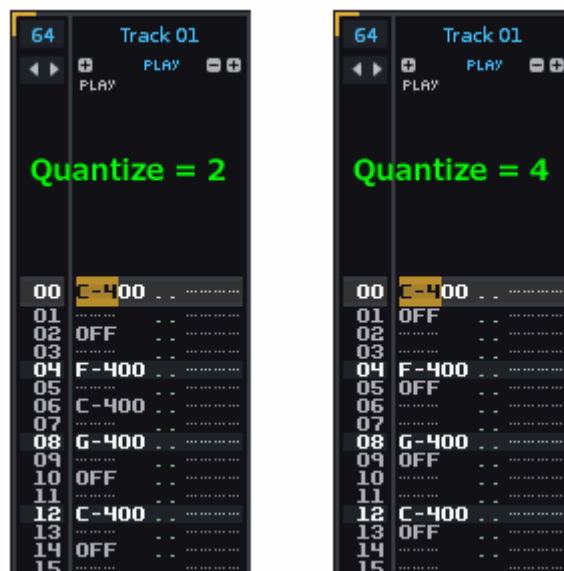 64 Track 01
PLAY
PLAY
Quantize = 2
00 C-400 .. ........
01 ...... .. ........
02 OFF .. ........
03 ...... .. ........
04 F-400 .. ........
05 ...... .. ........
06 C-400 .. ........
07 ...... .. ........
08 G-400 .. ........
09 ...... .. ........
10 OFF .. ........
11 ...... .. ........
12 C-400 .. ........
13 ...... .. ........
14 OFF .. ........
15
64 Track 01
PLAY
PLAY
Quantize = 4
00 C-400 .. ........
01 OFF .. ........
02 ...... .. ........
03 ...... .. ........
04 F-400 .. ........
05 OFF .. ........
06 ...... .. ........
07 ...... .. ........
08 G-400 .. ........
09 OFF .. ........
10 ...... .. ........
11 ...... .. ........
12 C-400 .. ........
13 OFF .. ........
14 ...... .. ........
15